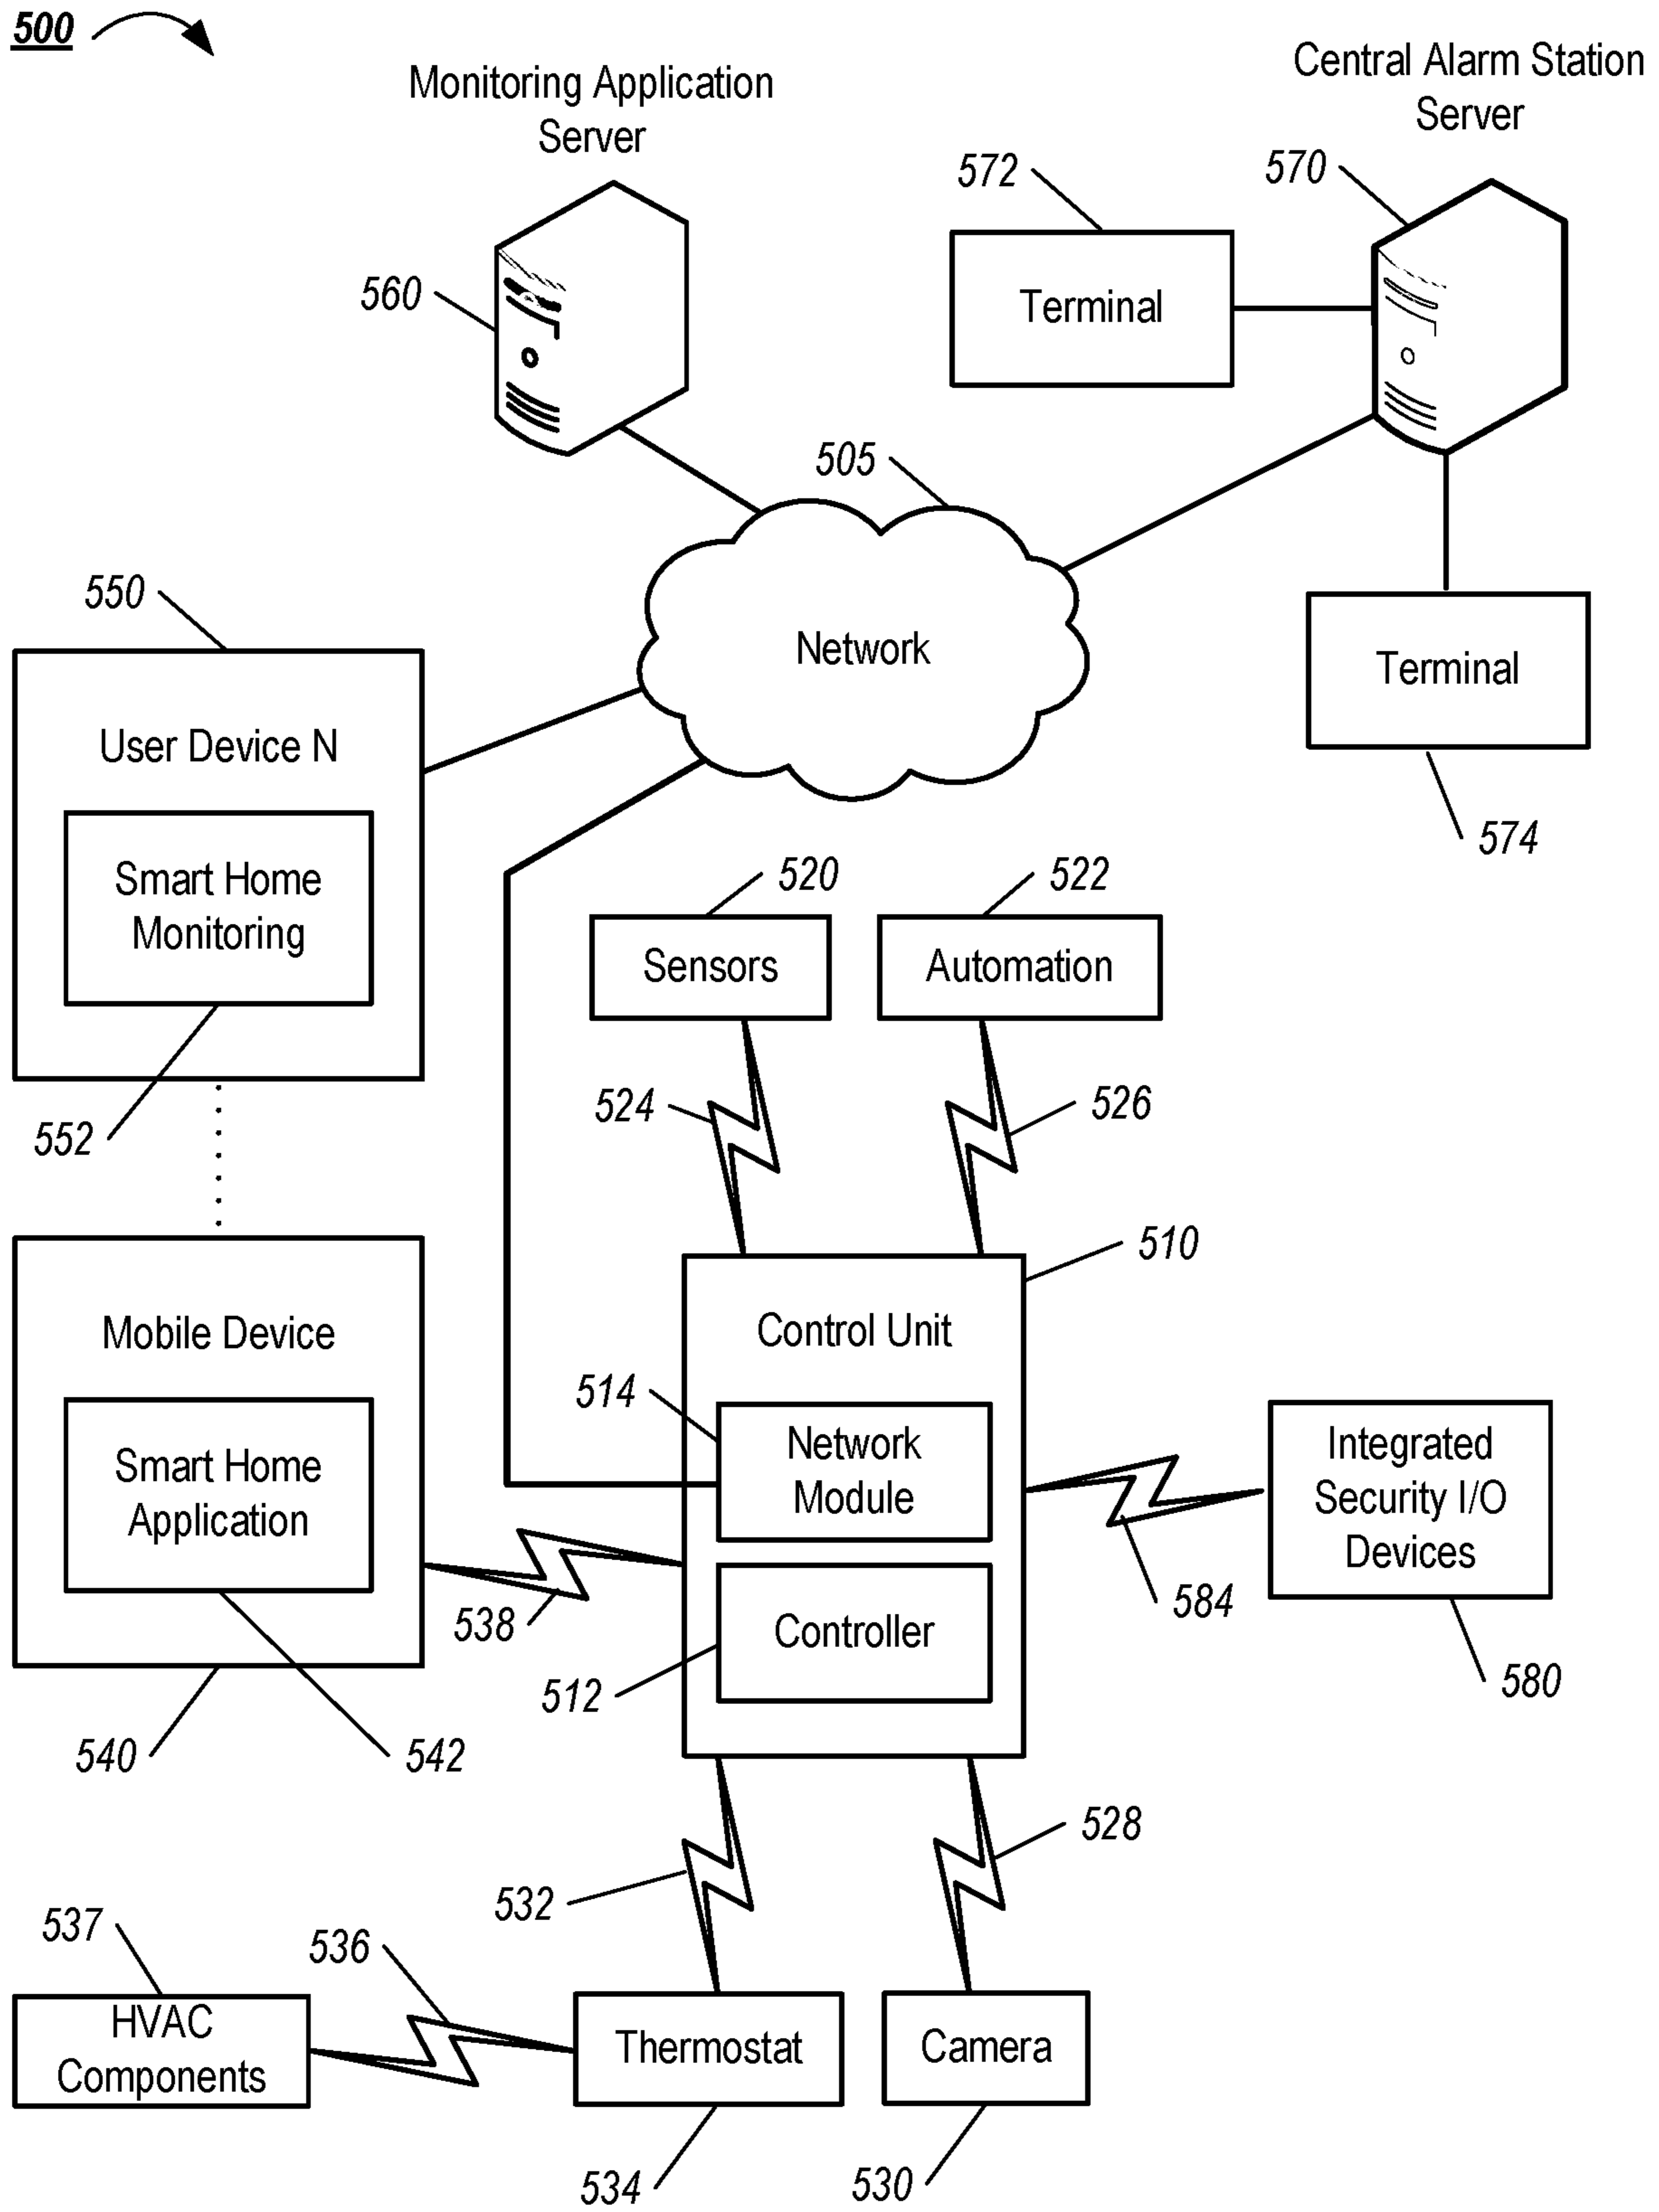 500
Monitoring Application
Server
Central Alarm Station
Server
572
570
560
Terminal
505
550
Network
Terminal
User Device N
574
Smart Home
Monitoring
520
522
Sensors
Automation
552
524
526
510
Mobile Device
Control Unit
514
Smart Home
Application
Network
Module
Integrated
Security I/O
Devices
538
584
Controller
512
580
540
542
528
532
537
536
HVAC
Components
Thermostat
Camera
534
530